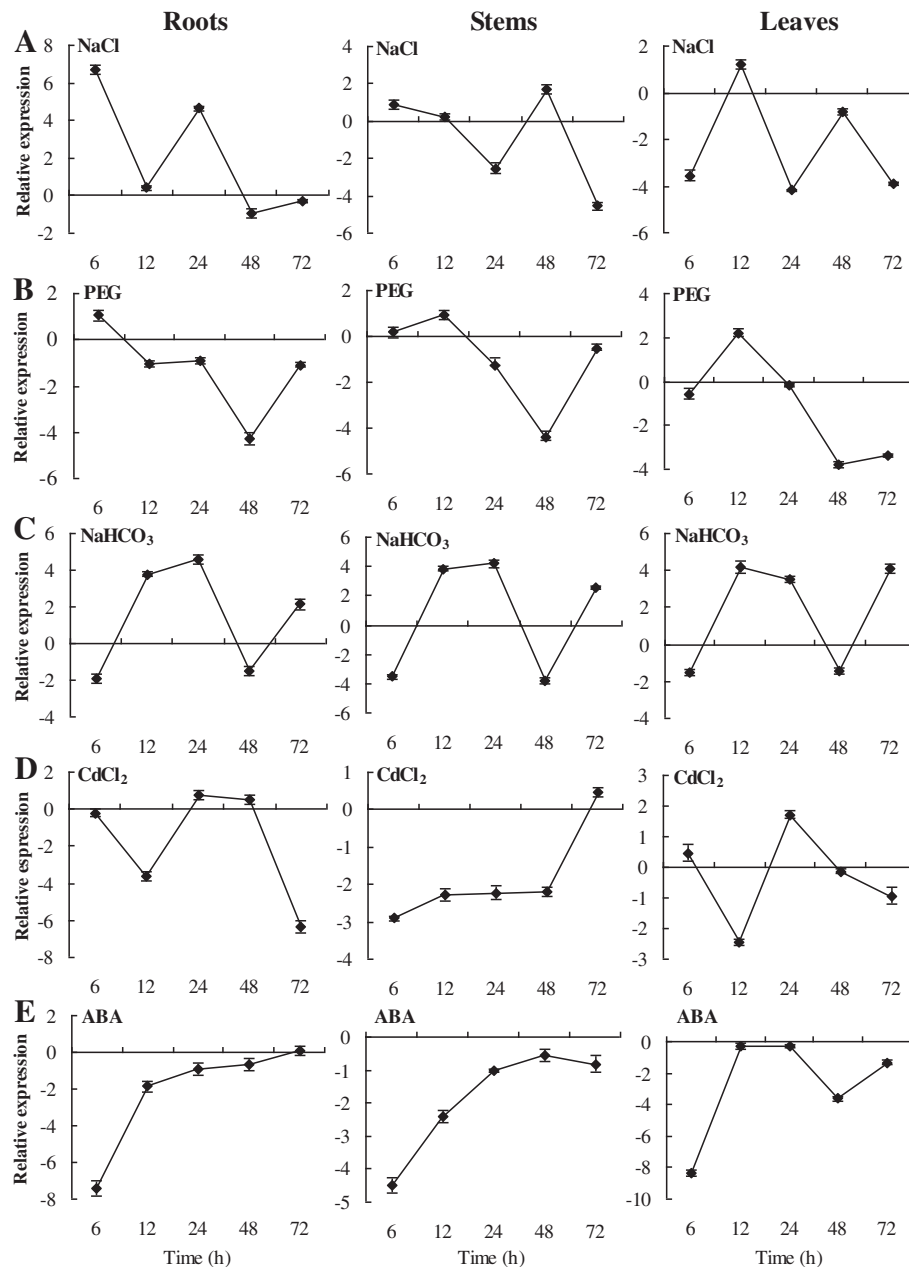 Roots Stems Leaves
A
NaCl NaCl NaCl
Relative expression
8 6 4 2 0 -2
4 2 0 -2 -4 -6
2 0 -2 -4 -6
6 12 24 48 72 6 12 24 48 72 6 12 24 48 72
B
PEG PEG PEG
Relative expression
2 0 -2 -4 -6
2 0 -2 -4 -6
4 2 0 -2 -4
6 12 24 48 72 6 12 24 48 72 6 12 24 48 72
C
NaHCO₃ NaHCO₃ NaHCO₃
Relative expression
6 4 2 0 -2 -4
6 4 2 0 -2 -4 -6
6 4 2 0 -2 -4
6 12 24 48 72 6 12 24 48 72 6 12 24 48 72
D
CdCl₂ CdCl₂ CdCl₂
Relative espression
2 0 -2 -4 -6 -8
1 0 -1 -2 -3 -4
3 2 1 0 -1 -2 -3
6 12 24 48 72 6 12 24 48 72 6 12 24 48 72
E
ABA ABA ABA
Relative expression
2 0 -2 -4 -6 -8
0 -1 -2 -3 -4 -5
0 -2 -4 -6 -8 -10
6 12 24 48 72 6 12 24 48 72 6 12 24 48 72
Time (h) Time (h) Time (h)